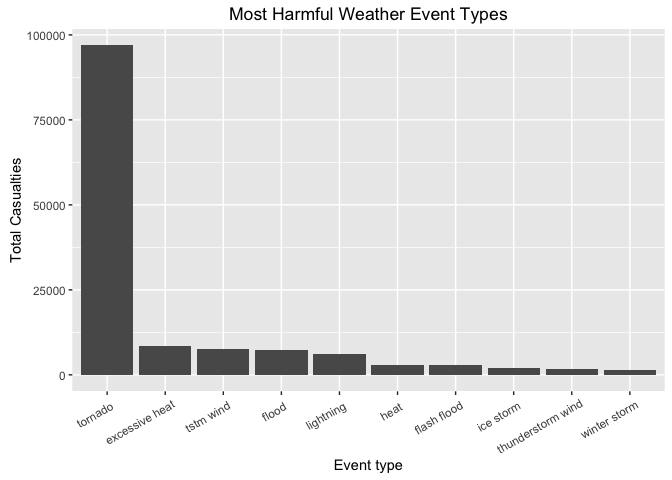 Most Harmful Weather Event Types
Total Casualties
100000
75000
50000
25000
0
tornado
excessive heat
tstm wind
flood
lightning
heat
flash flood
ice storm
thunderstorm wind
winter storm
Event type